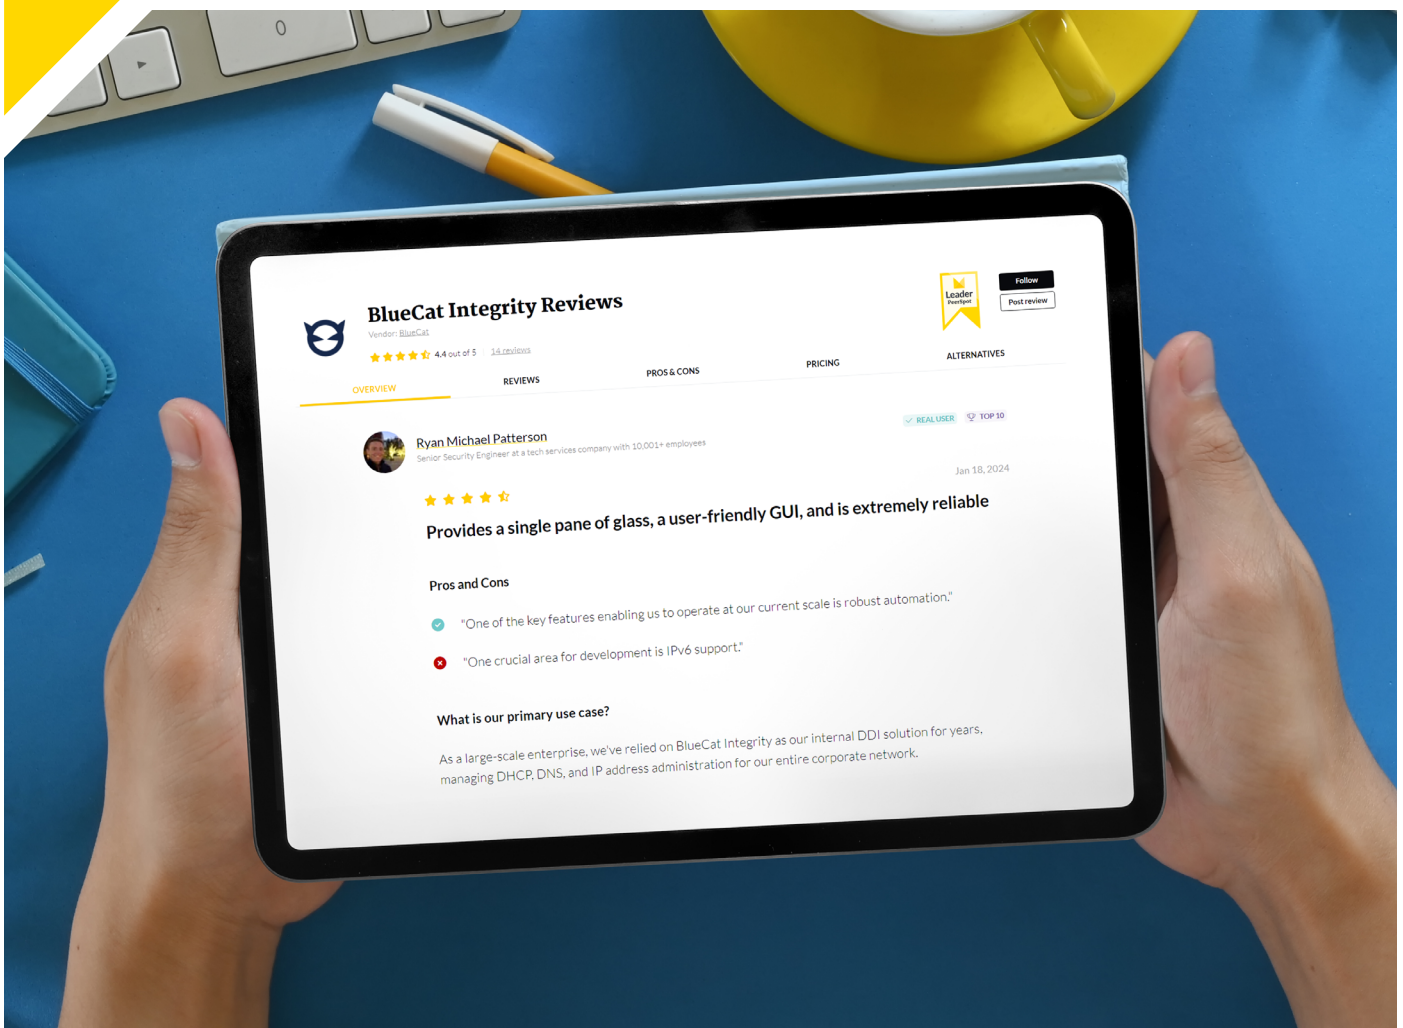 0
BlueCat Integrity Reviews
Vendor: BlueCat
4.4 out of 5
14 reviews
Leader
PeerSpot
Follow
Post review
OVERVIEW
REVIEWS
PROS & CONS
PRICING
ALTERNATIVES
Ryan Michael Patterson
Senior Security Engineer at a tech services company with 10,001+ employees
REAL USER
TOP 10
Jan 18, 2024
Provides a single pane of glass, a user-friendly GUI, and is extremely reliable
Pros and Cons
"One of the key features enabling us to operate at our current scale is robust automation."
"One crucial area for development is IPv6 support."
What is our primary use case?
As a large-scale enterprise, we've relied on BlueCat Integrity as our internal DDI solution for years,
managing DHCP, DNS, and IP address administration for our entire corporate network.